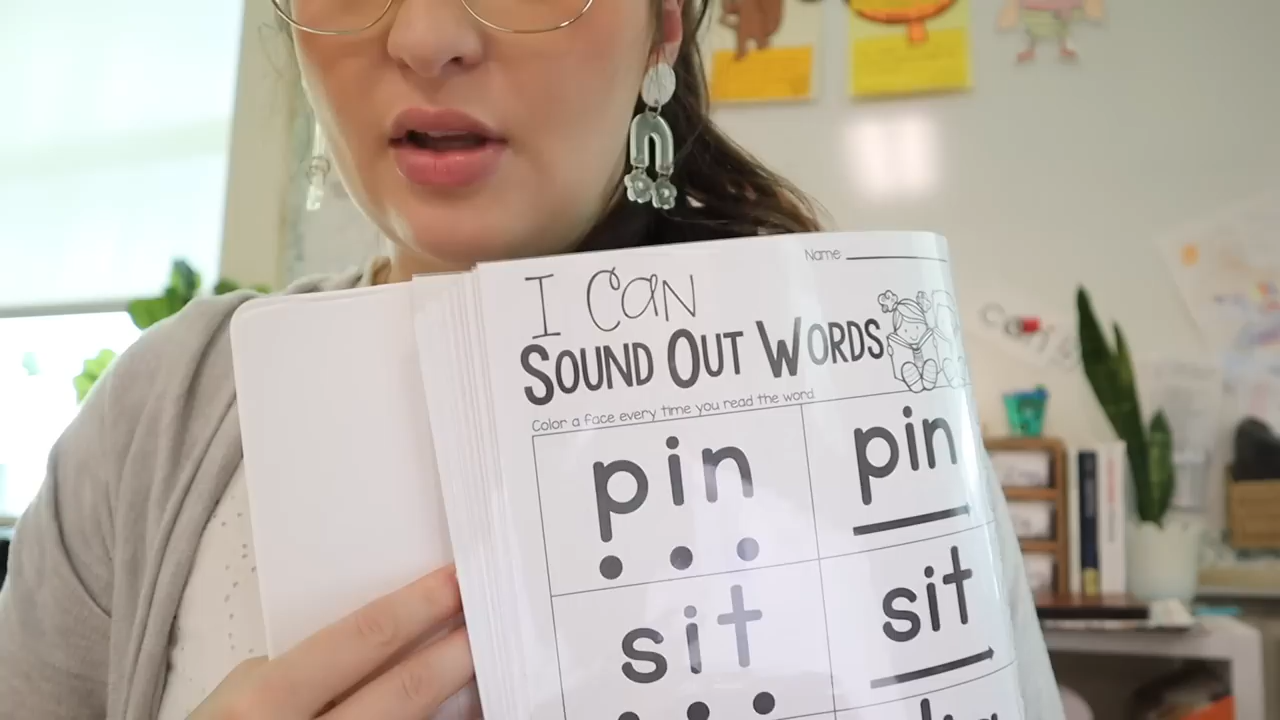 Name
I Can
Sound Out Words
Color a face every time you read the word.
pin pin
sit sit